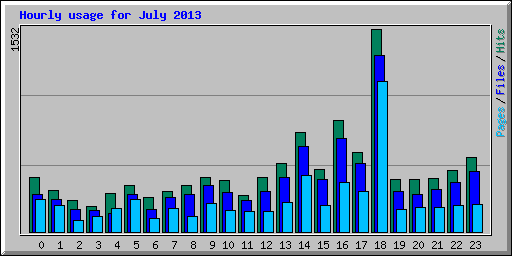 Hourly usage for July 2013
1532
Pages / Files / Hits
0 1 2 3 4 5 6 7 8 9 10 11 12 13 14 15 16 17 18 19 20 21 22 23